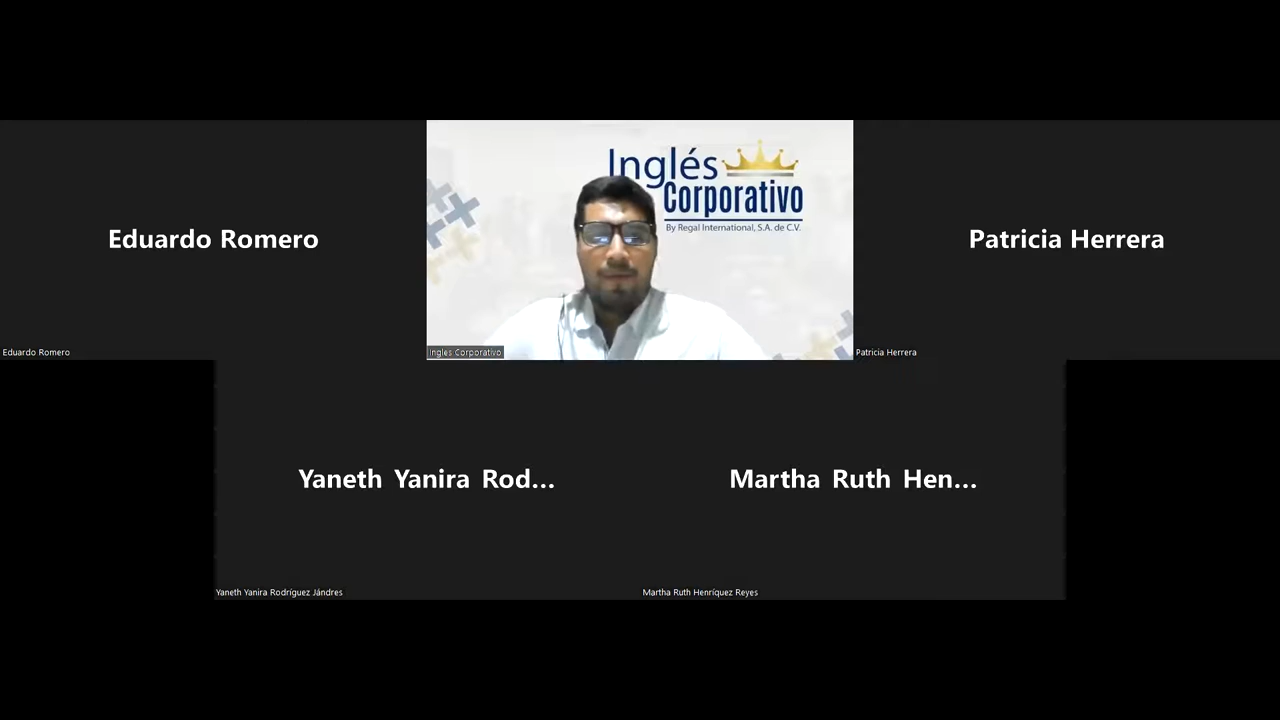 Eduardo Romero
Eduardo Romero
Inglés
Corporativo
By Regal International, S.A. de C.V.
Ingles Corporativo
Patricia Herrera
Patricia Herrera
Yaneth Yanira Rod...
Yaneth Yanira Rodríguez Jándres
Martha Ruth Hen...
Martha Ruth Henríquez Reyes